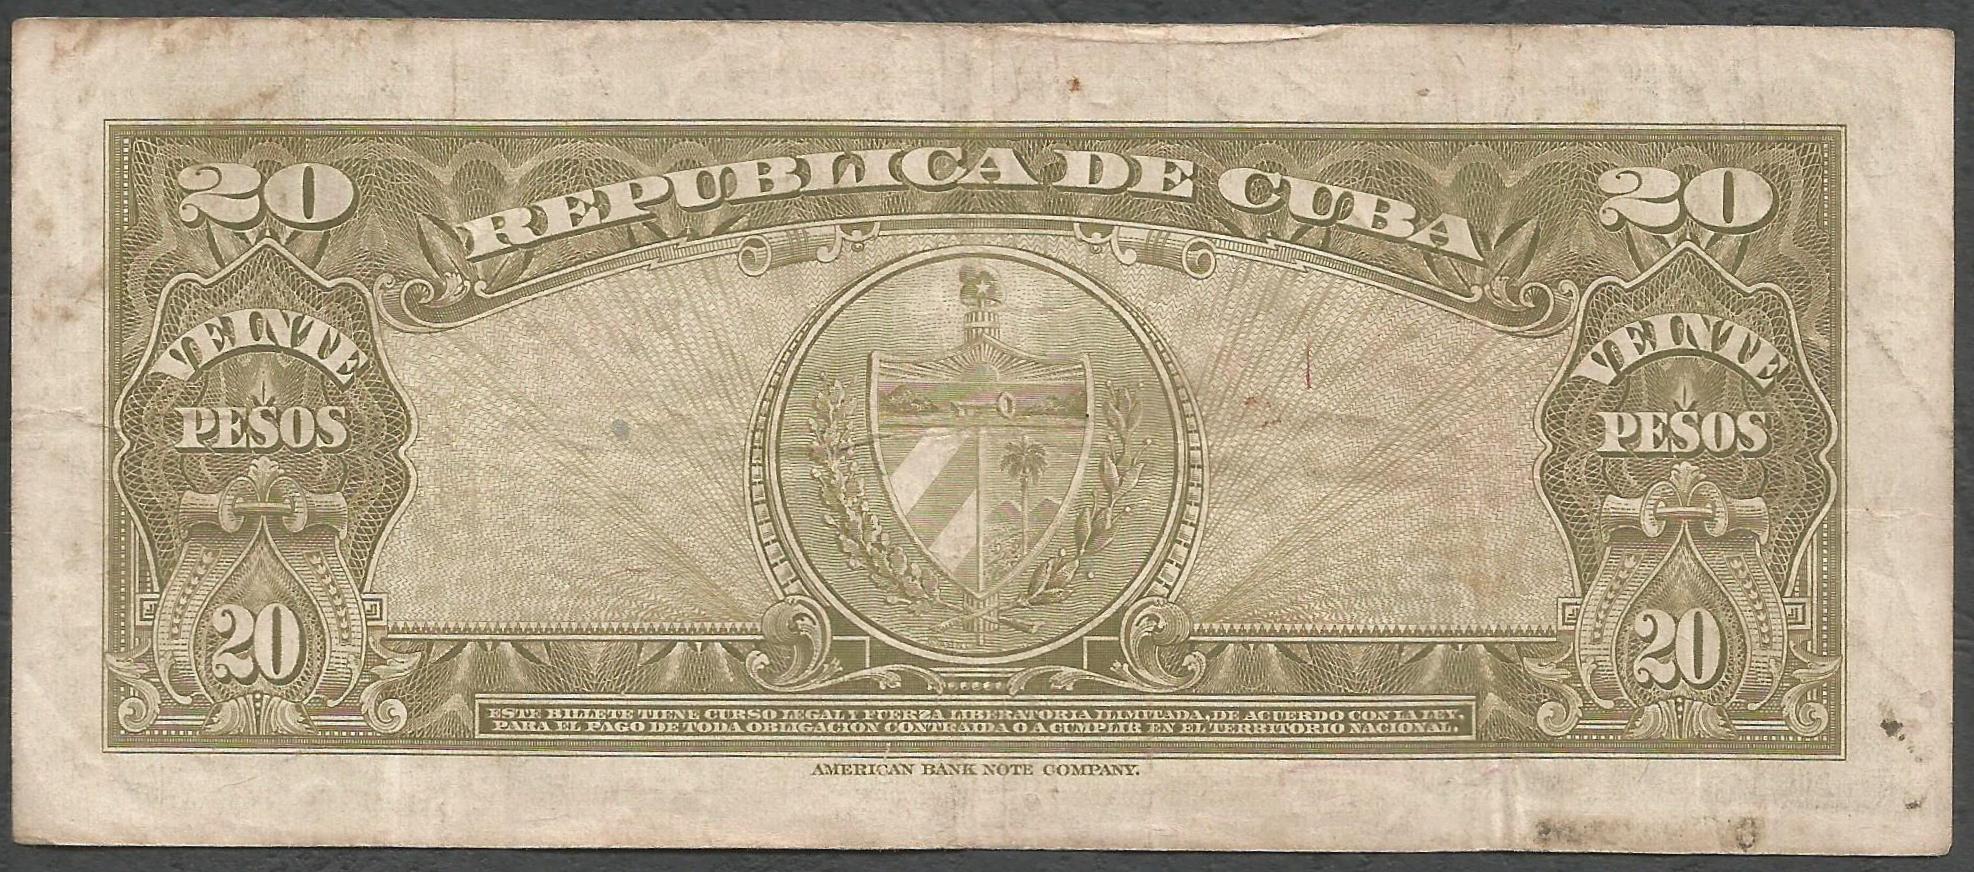 20 REPUBLICA DE CUBA 20
VEINTE
PESOS
20
VEINTE
PESOS
20
ESTE BILLETE TIENE CURSO LEGAL Y FUERZA LIBERATORIA ILIMITADA, DE ACUERDO CON LA LEY,
PARA EL PAGO DE TODA OBLIGACION CONTRAIDA O A CUMPLIR EN EL TERRITORIO NACIONAL.
AMERICAN BANK NOTE COMPANY.